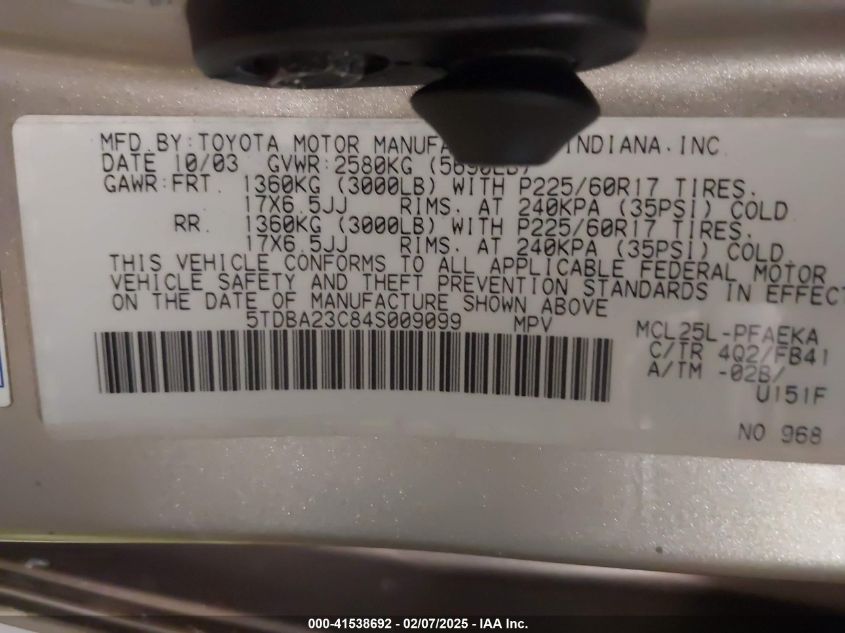 MFD. BY: TOYOTA MOTOR INDIANA, INC.
DATE 10/03 GVWR: 2580KG
GAWR: FRT. 1360KG (3000LB) WITH P225/60R17 TIRES.
17X6.5JJ RIMS. AT 240KPA (35PSI) COLD
RR. 1360KG (3000LB) WITH P225/60R17 TIRES.
17X6.5JJ RIMS. AT 240KPA (35PSI) COLD.
THIS VEHICLE CONFORMS TO ALL APPLICABLE FEDERAL MOTOR
VEHICLE SAFETY AND THEFT PREVENTION STANDARDS IN EFFECT
ON THE DATE OF MANUFACTURE SHOWN ABOVE
5TDBA23C84S009099 MPV
MCL25L-PFAEKA
C/TR 4Q2/FB41
A/TM -02B/
U151F
NO 968
000-41538692 - 02/07/2025 - IAA Inc.